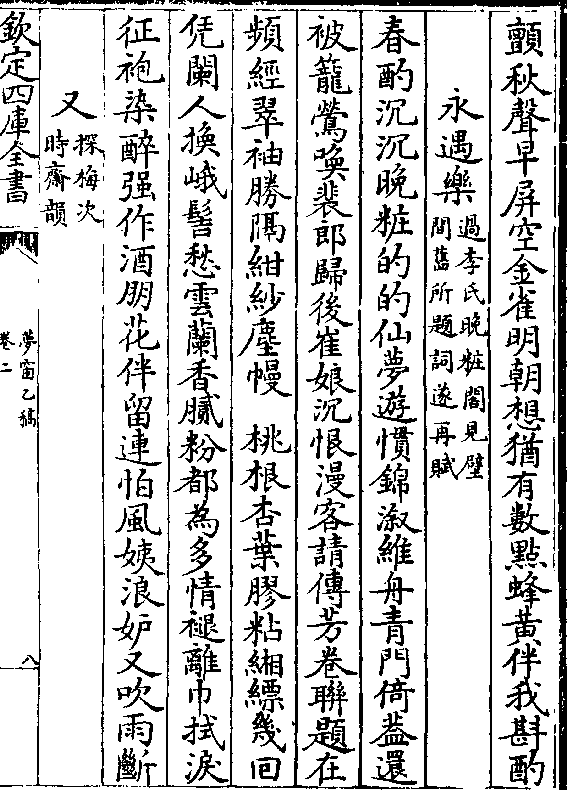 顫秋聲早屏空金雀明朝想猶有數點蜂黄伴我斟酌
永遇樂過李氏晚粧閣見壁
間舊所題詞遂再賦
春酌沉沉晚粧的的仙夢遊慣錦溆維舟青門倚葢還
被籠鶯喚裴郎歸後崔娘沉恨漫客請傳芳卷聯題在
頻經翠袖勝隔紺紗塵幔　桃根杏葉膠粘緗縹幾回
凭闌人換峨髻愁雲蘭香膩粉都為多情褪離巾拭淚
征袍染醉强作酒朋花伴留連怕風姨浪妒又吹雨斷
又探梅次
時齋韻
欽定四庫全書
夢窗乙稿
卷二
八